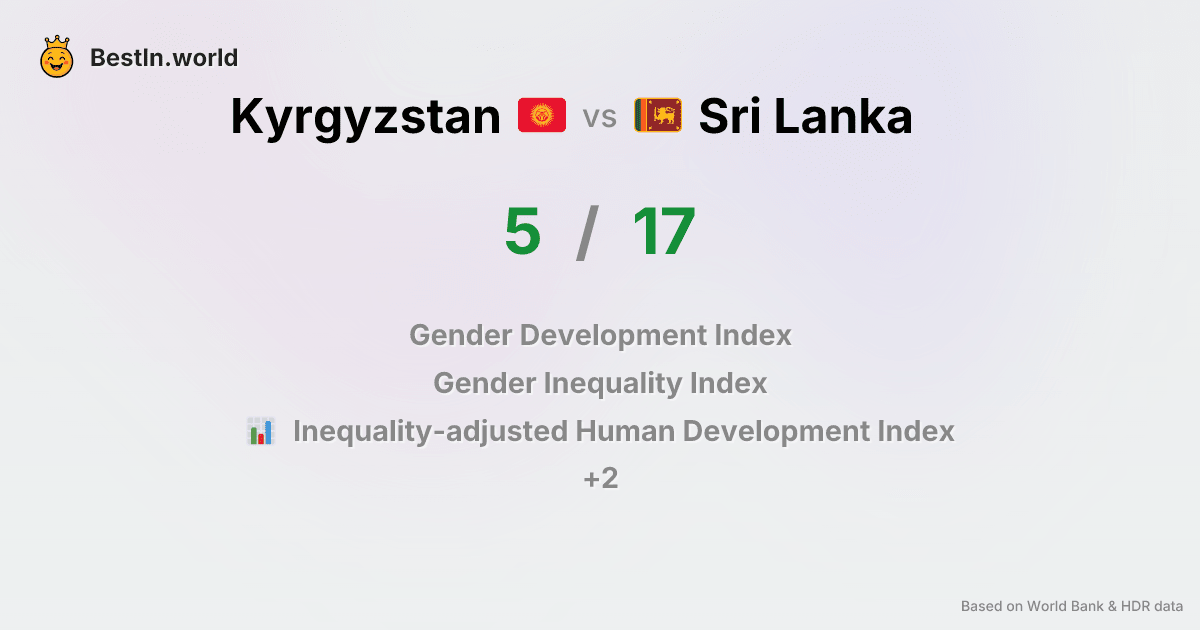 BestIn.world
Kyrgyzstan vs Sri Lanka
5 / 17
Gender Development Index
Gender Inequality Index
Inequality-adjusted Human Development Index
+2
Based on World Bank & HDR data